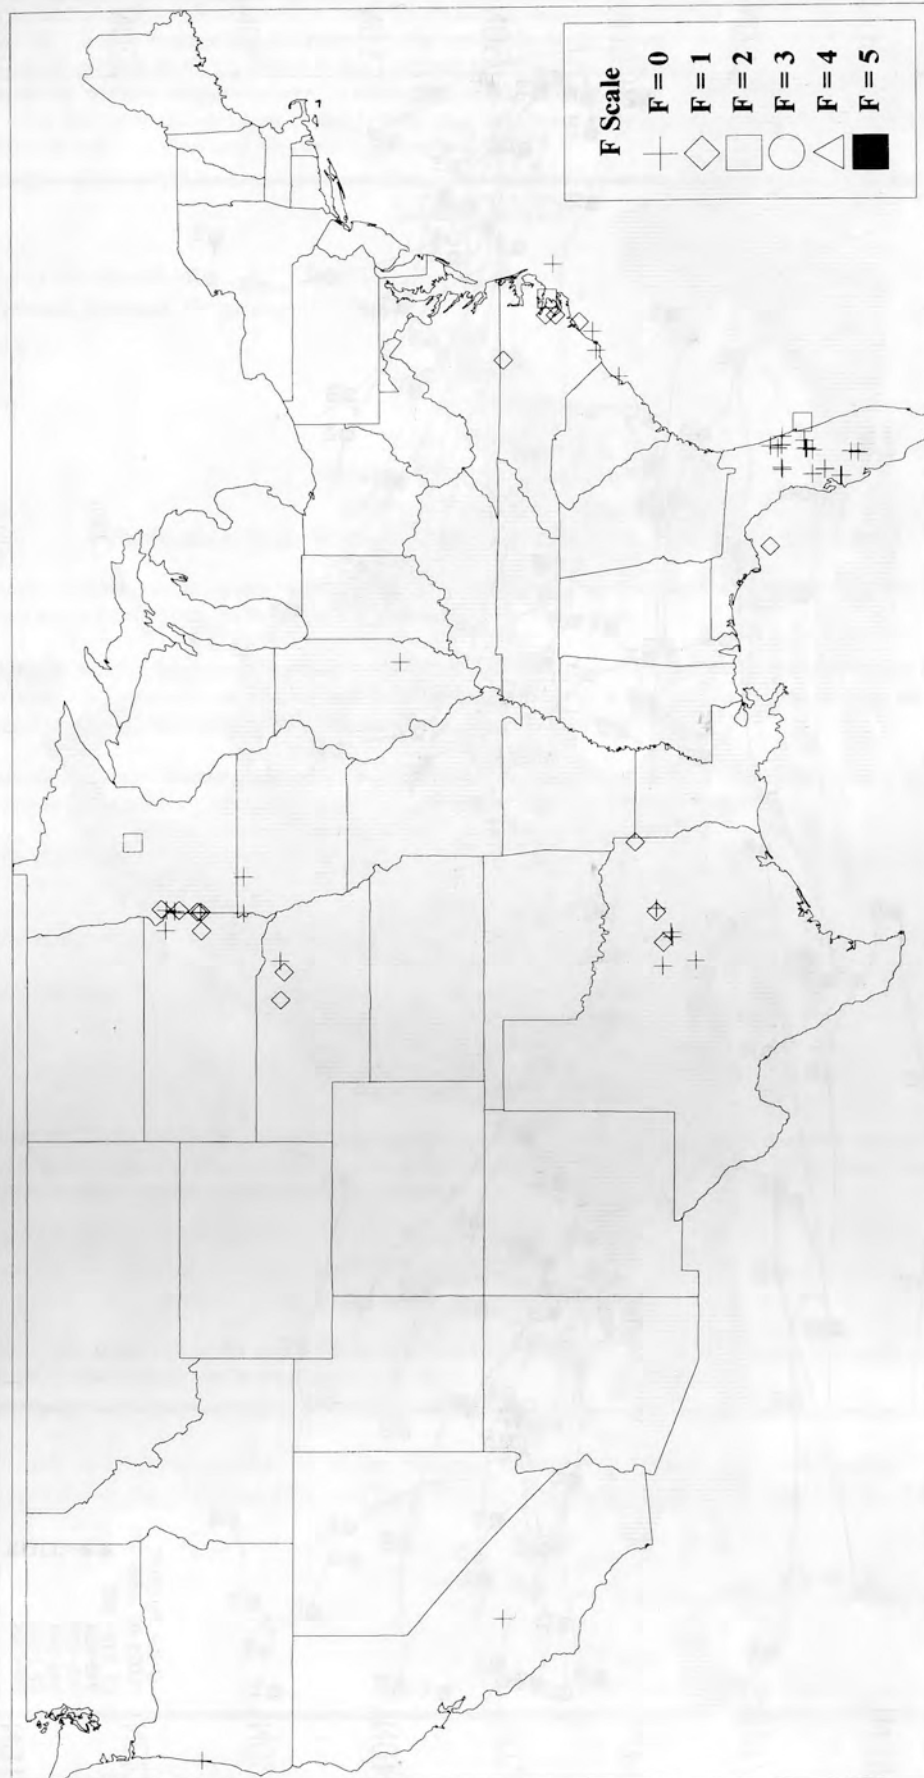 F Scale
F = 0
F = 1
F = 2
F = 3
F = 4
F = 5